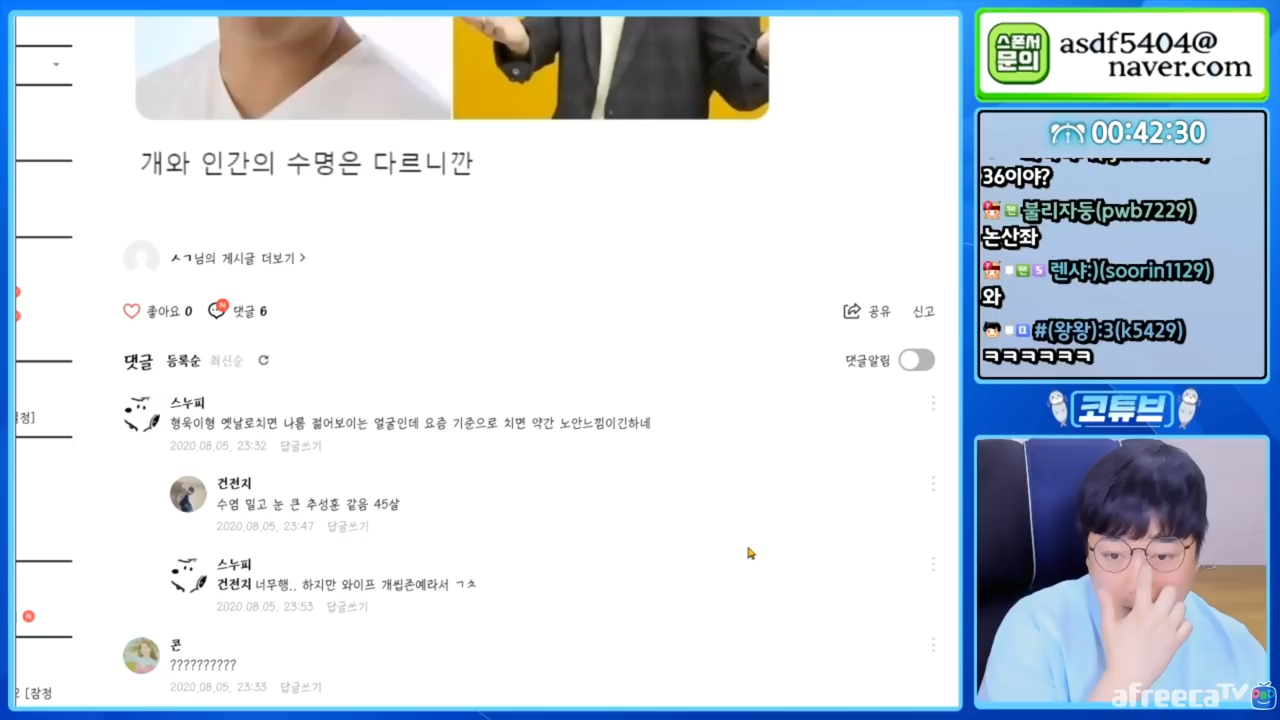 개와 인간의 수명은 다르니깐
ㅅㄱ님의 게시글 더보기 >
좋아요 0 댓글 6
공유 신고
댓글 등록순 최신순
댓글알림
스누피
형욱이형 옛날로치면 나름 젊어보이는 얼굴인데 요즘 기준으로 치면 약간 노안느낌이긴하네
2020.08.05. 23:32 답글쓰기
건전지
수염 밀고 눈 큰 추성훈 같음 45살
2020.08.05. 23:47 답글쓰기
스누피
건전지 너무행.. 하지만 와이프 개씹존예라서 ㄱㅊ
2020.08.05. 23:53 답글쓰기
콘
??????????
2020.08.05. 23:33 답글쓰기
[잠정
스폰서
문의
asdf5404@
naver.com
00:42:30
36이야?
불리자둥(pwb7229)
논산좌
렌샤:)(soorin1129)
와
#(왕왕):3(k5429)
ㅋㅋㅋㅋㅋㅋ
코튜브
afreecaTV